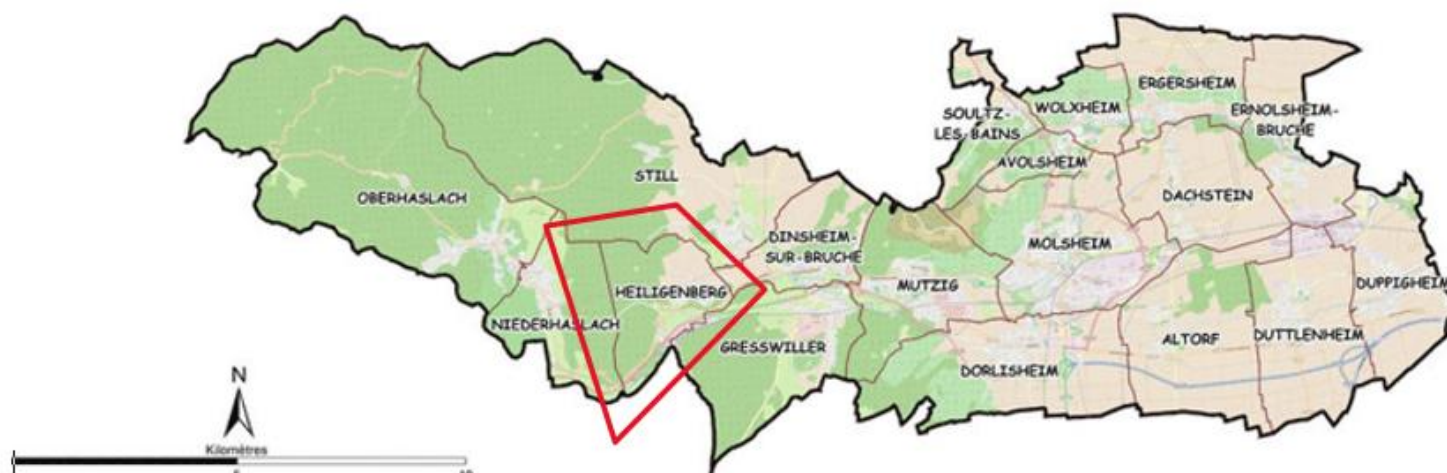 ERGERSHEIM
WOLXHEIM
SOULTZ-
LES-BAINS
ERNOLSHEIM-
BRUCHE
AVOLSHEIM
STILL
OBERHASLACH
DACHSTEIN
DINSHEIM-
SUR-BRUCHE
MOLSHEIM
HEILIGENBERG
MUTZIG
DUPPIGHEIM
NIEDERHASLACH
GRESSWILLER
ALTORF
DUTTLENHEIM
DORLISHEIM
N
Kilomètres